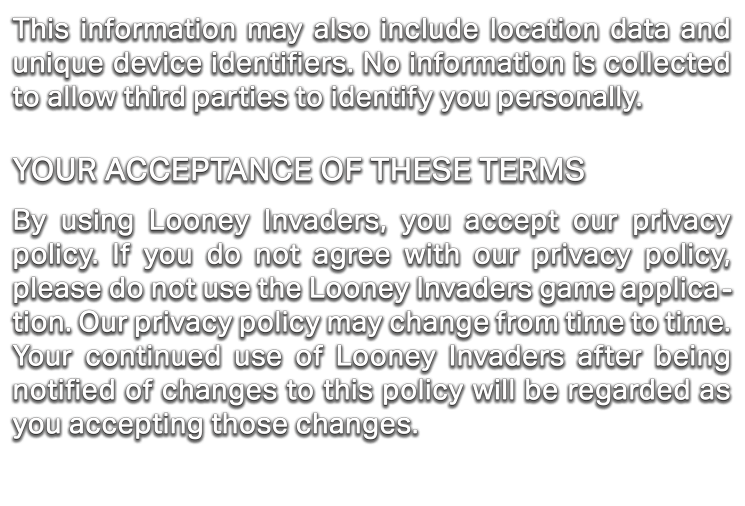 This information may also include location data and
unique device identifiers. No information is collected
to allow third parties to identify you personally.
YOUR ACCEPTANCE OF THESE TERMS
By using Looney Invaders, you accept our privacy
policy. If you do not agree with our privacy policy,
please do not use the Looney Invaders game applica-
tion. Our privacy policy may change from time to time.
Your continued use of Looney Invaders after being
notified of changes to this policy will be regarded as
you accepting those changes.